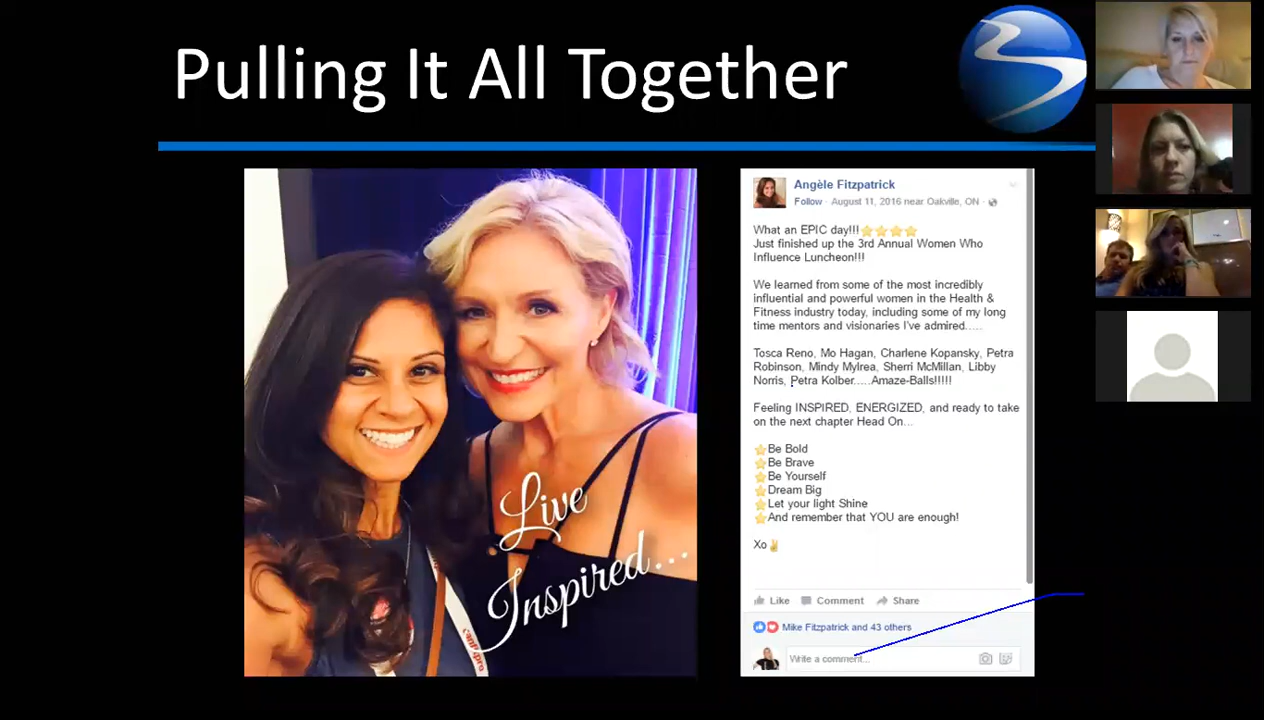 Pulling It All Together
Live
Inspired...
Angèle Fitzpatrick
Follow · August 11, 2016 near Oakville, ON ·
What an EPIC day!!!
Just finished up the 3rd Annual Women Who
Influence Luncheon!!!
We learned from some of the most incredibly
influential and powerful women in the Health &
Fitness industry today, including some of my long
time mentors and visionaries I've admired.....
Tosca Reno, Mo Hagan, Charlene Kopansky, Petra
Robinson, Mindy Mylrea, Sherri McMillan, Libby
Norris, Petra Kolber.....Amaze-Balls!!!!!
Feeling INSPIRED, ENERGIZED, and ready to take
on the next chapter Head On...
⭐Be Bold
⭐Be Brave
⭐Be Yourself
⭐Dream Big
⭐Let your light Shine
⭐And remember that YOU are enough!
Xo✌
Like Comment Share
Mike Fitzpatrick and 43 others
Write a comment...